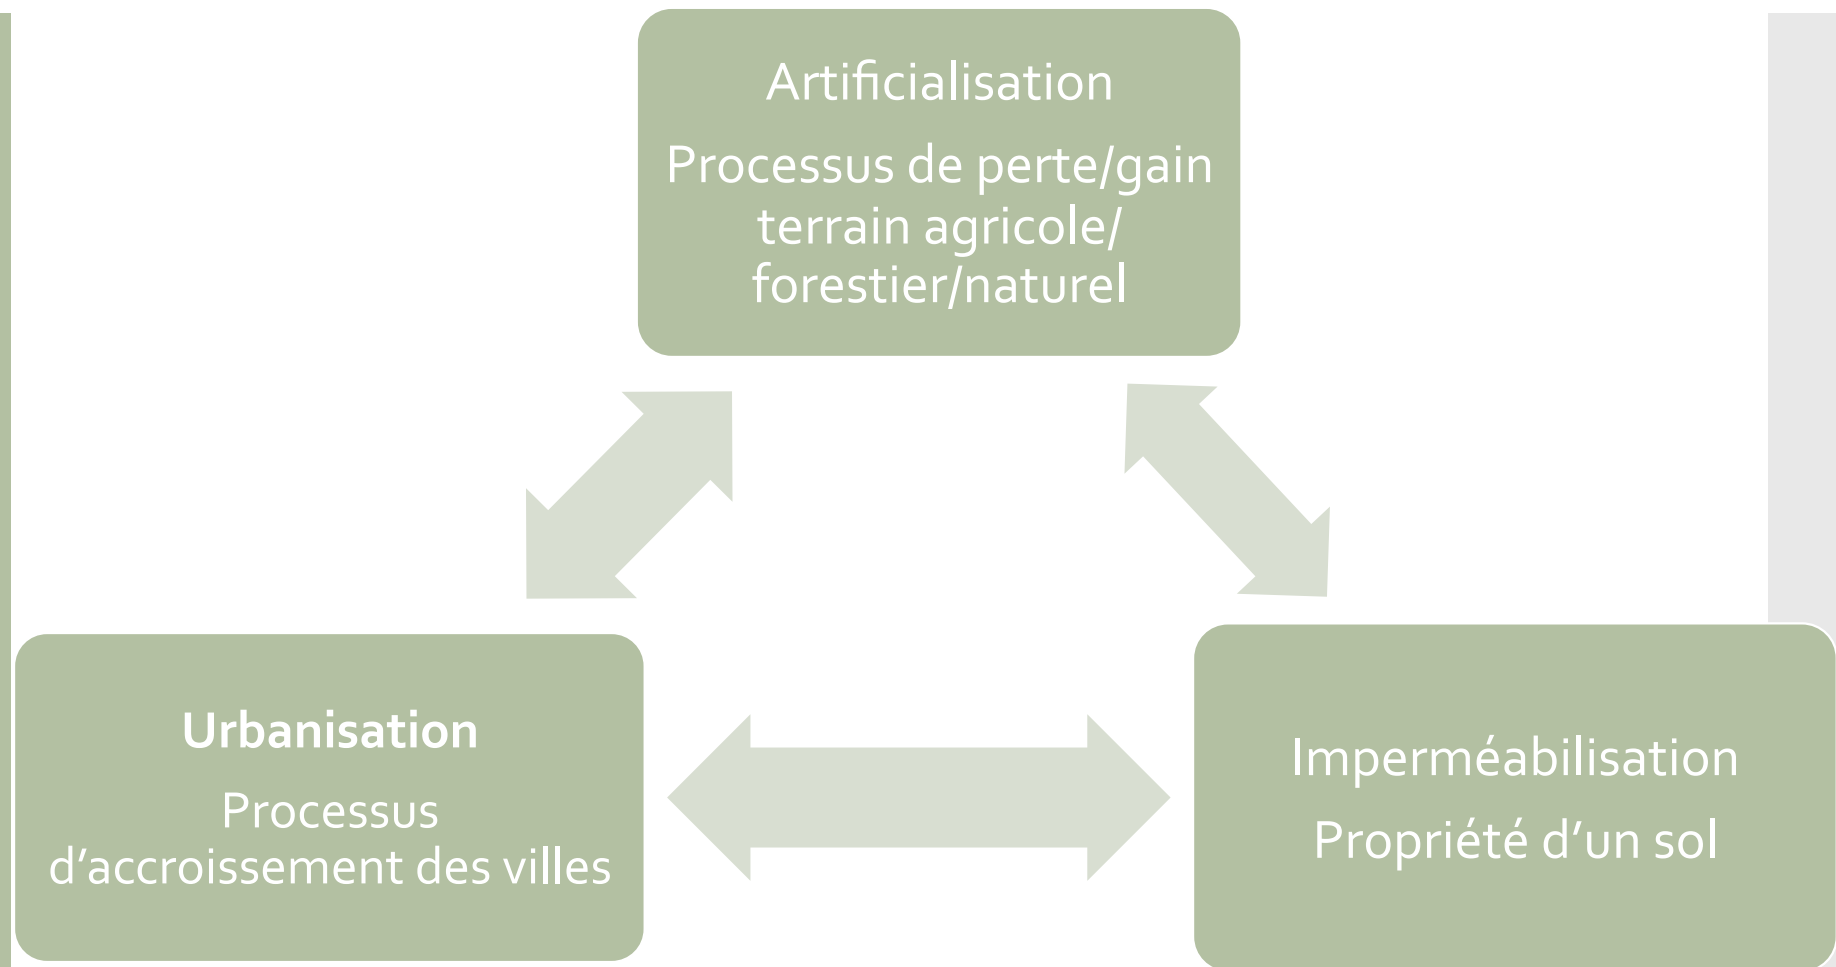 Artificialisation
Processus de perte/gain
terrain agricole/
forestier/naturel
Urbanisation
Processus
d’accroissement des villes
Imperméabilisation
Propriété d’un sol